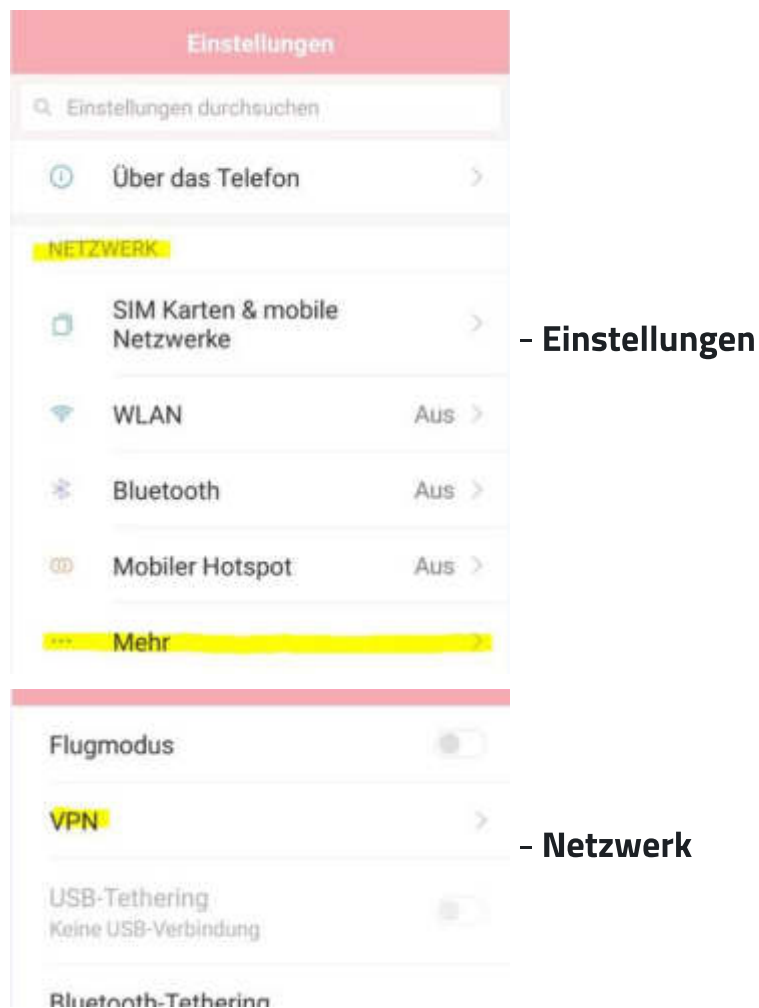 Einstellungen
Einstellungen durchsuchen
Über das Telefon
NETZWERK
SIM Karten & mobile
Netzwerke
WLAN Aus
Bluetooth Aus
Mobiler Hotspot Aus
Mehr
- Einstellungen
Flugmodus
VPN
USB-Tethering
Keine USB-Verbindung
Bluetooth-Tethering
- Netzwerk